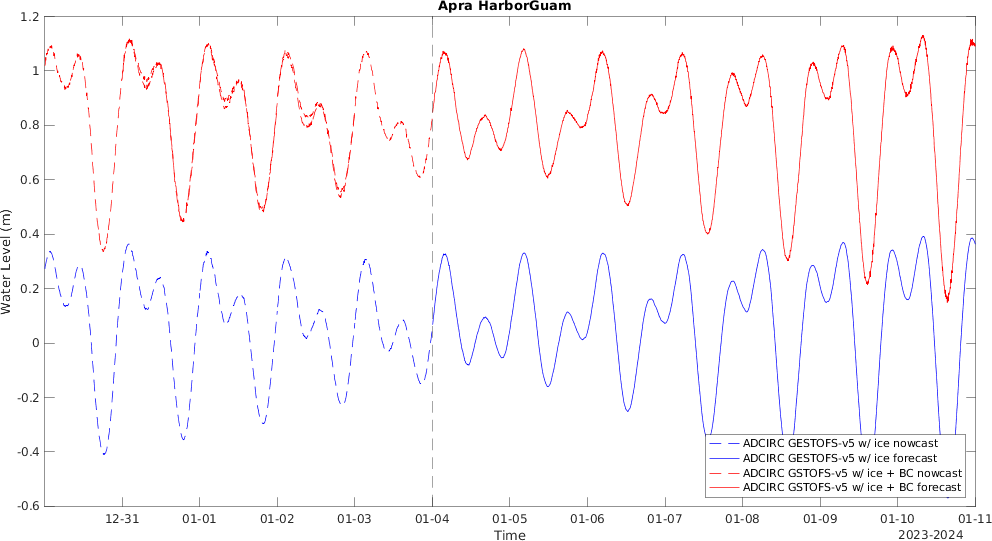 Apra HarborGuam
1.2
1
0.8
0.6
0.4
0.2
0
-0.2
-0.4
-0.6
Water Level (m)
ADCIRC GESTOFS-v5 w/ ice nowcast
ADCIRC GESTOFS-v5 w/ ice forecast
ADCIRC GSTOFS-v5 w/ ice + BC nowcast
ADCIRC GSTOFS-v5 w/ ice + BC forecast
12-31 01-01 01-02 01-03 01-04 01-05 01-06 01-07 01-08 01-09 01-10 01-11
Time
2023-2024